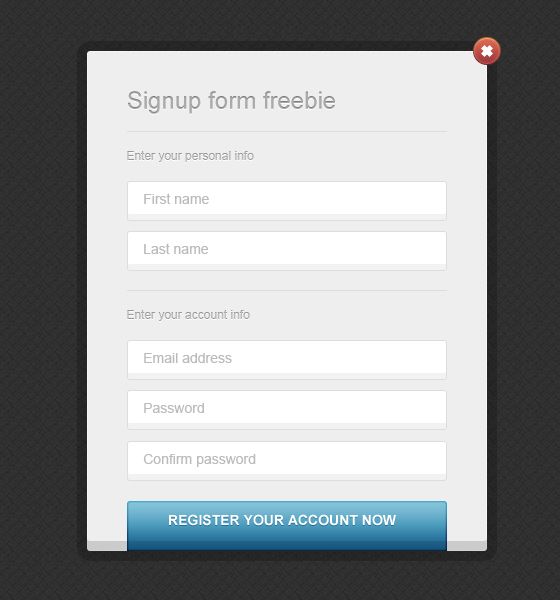 Signup form freebie
Enter your personal info
First name
Last name
Enter your account info
Email address
Password
Confirm password
REGISTER YOUR ACCOUNT NOW